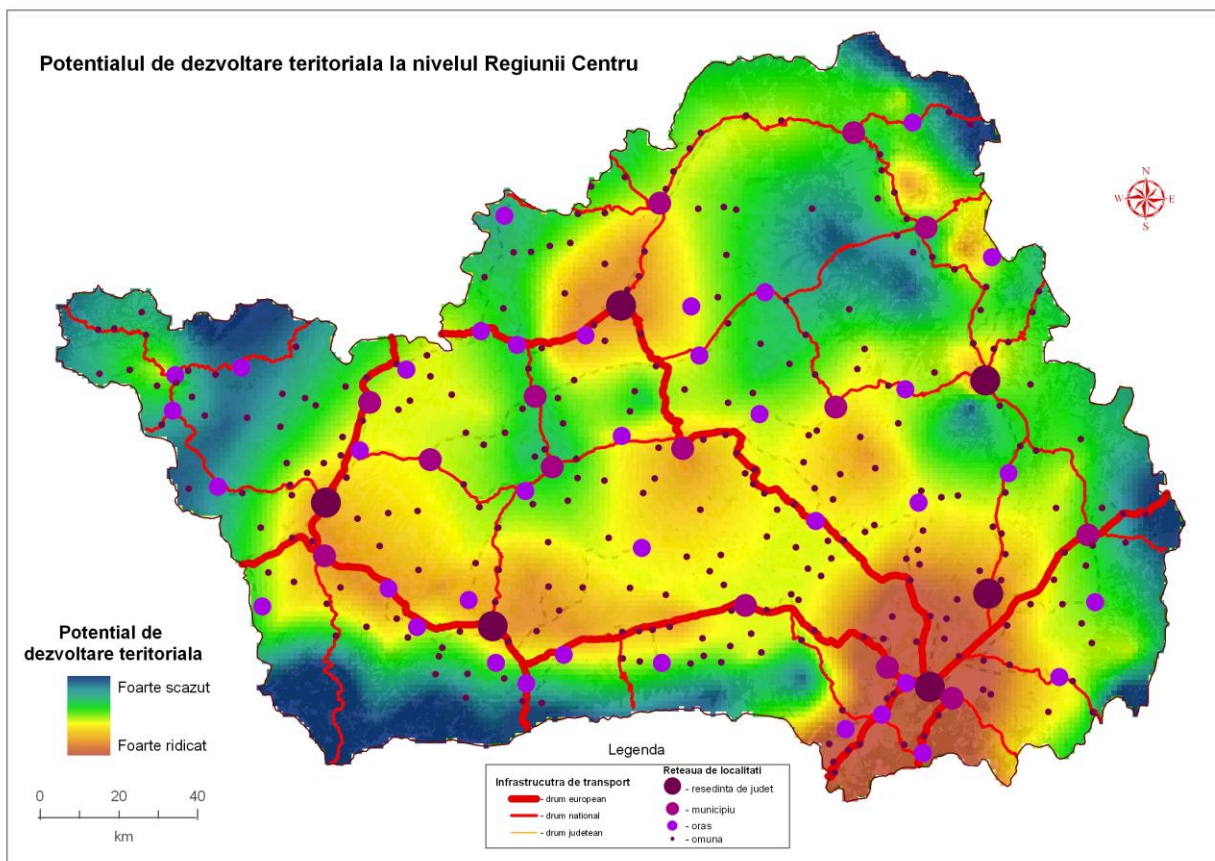 Potentialul de dezvoltare teritoriala la nivelul Regiunii Centru
N
W E
S
Potential de
dezvoltare teritoriala
Foarte scazut
Foarte ridicat
0 20 40
km
Legenda
Infrastrucutra de transport
- drum european
- drum national
- drum judetean
Reteaua de localitati
- resedinta de judet
- municipiu
- oras
- omuna